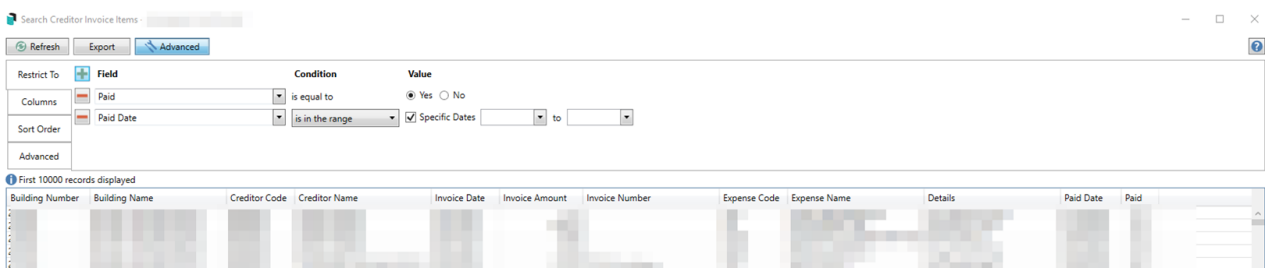 Search Creditor Invoice Items -
Refresh Export Advanced ?
Restrict To + Field Condition Value
Columns Paid is equal to Yes No
Paid Date is in the range Specific Dates to
Sort Order
Advanced
First 10000 records displayed
Building Number Building Name Creditor Code Creditor Name Invoice Date Invoice Amount Invoice Number Expense Code Expense Name Details Paid Date Paid